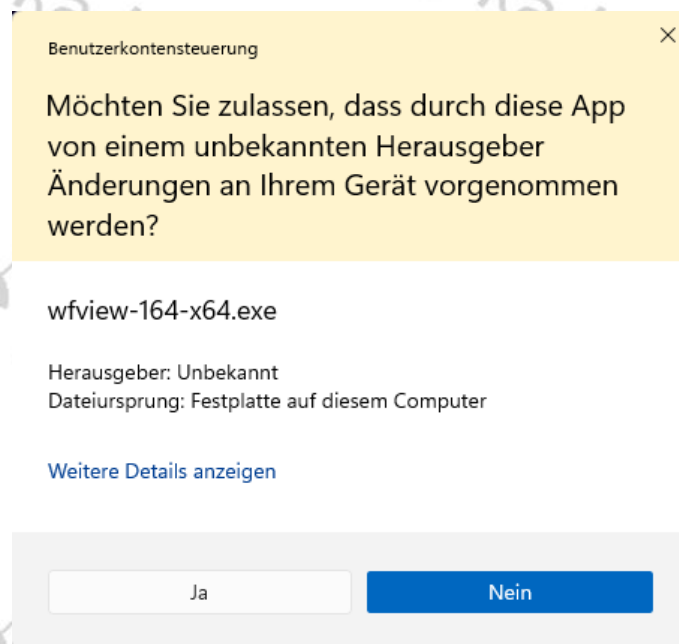 Benutzerkontensteuerung
Möchten Sie zulassen, dass durch diese App
von einem unbekannten Herausgeber
Änderungen an Ihrem Gerät vorgenommen
werden?
wfview-164-x64.exe
Herausgeber: Unbekannt
Dateiursprung: Festplatte auf diesem Computer
Weitere Details anzeigen
Ja
Nein